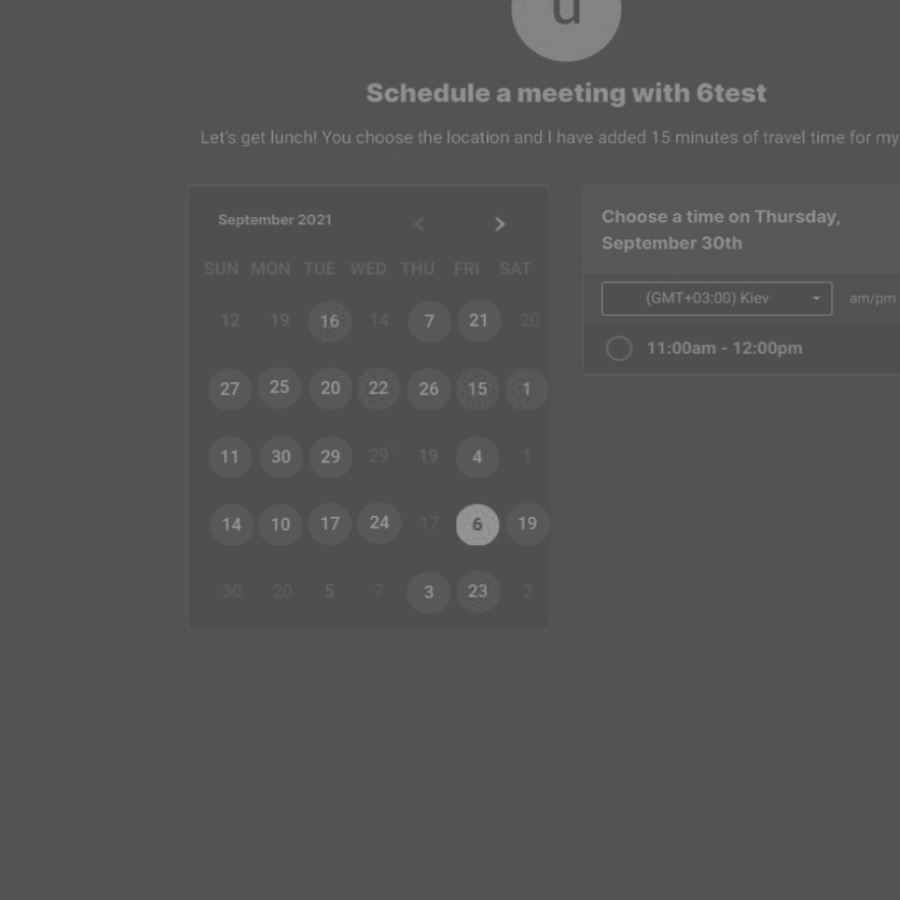 u
Schedule a meeting with 6test
Let's get lunch! You choose the location and I have added 15 minutes of travel time for my
September 2021
SUN MON TUE WED THU FRI SAT
12 19 16 14 7 21 20
27 25 20 22 26 15 1
11 30 29 29 19 4 1
14 10 17 24 17 6 19
30 20 5 7 3 23 2
Choose a time on Thursday,
September 30th
(GMT+03:00) Kiev am/pm
11:00am - 12:00pm